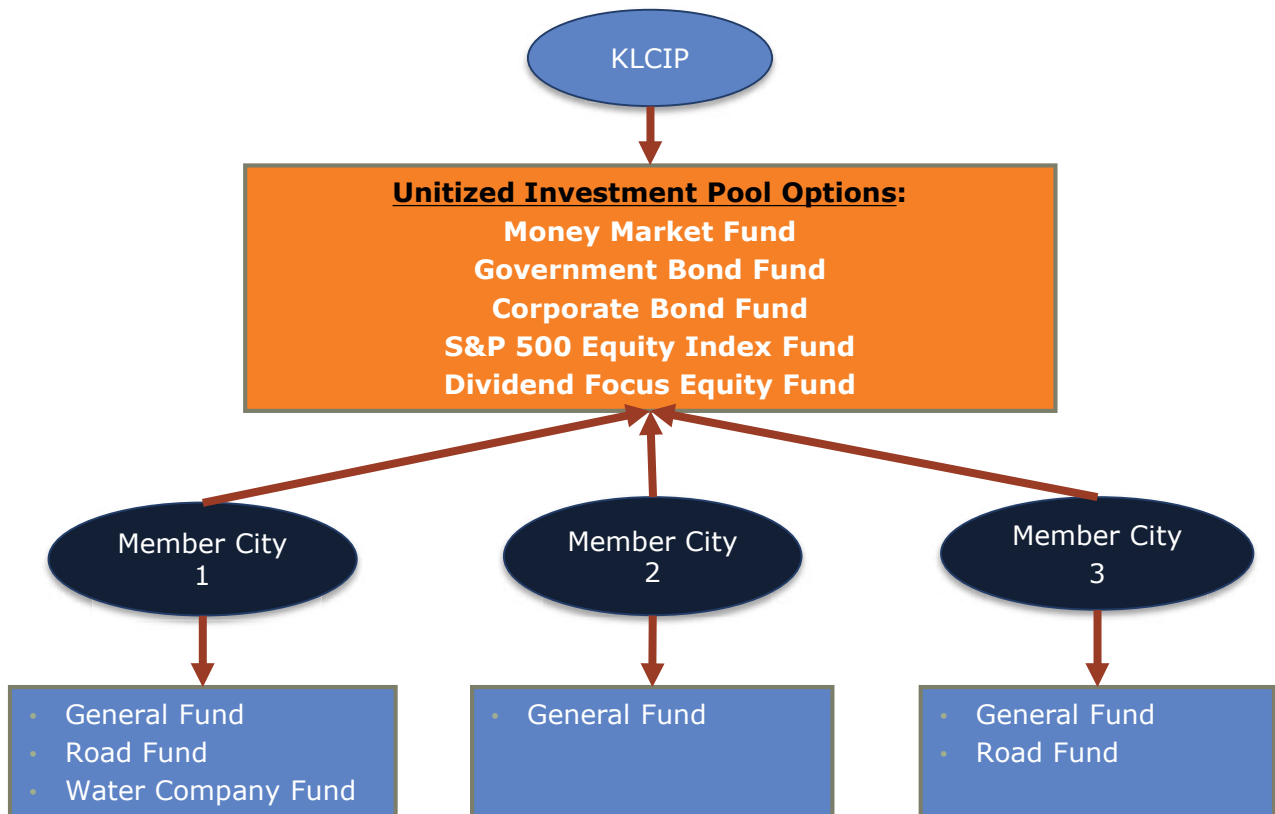 KLCIP
Unitized Investment Pool Options:
Money Market Fund
Government Bond Fund
Corporate Bond Fund
S&P 500 Equity Index Fund
Dividend Focus Equity Fund
Member City
1
Member City
2
Member City
3
• General Fund
• Road Fund
• Water Company Fund
• General Fund
• General Fund
• Road Fund